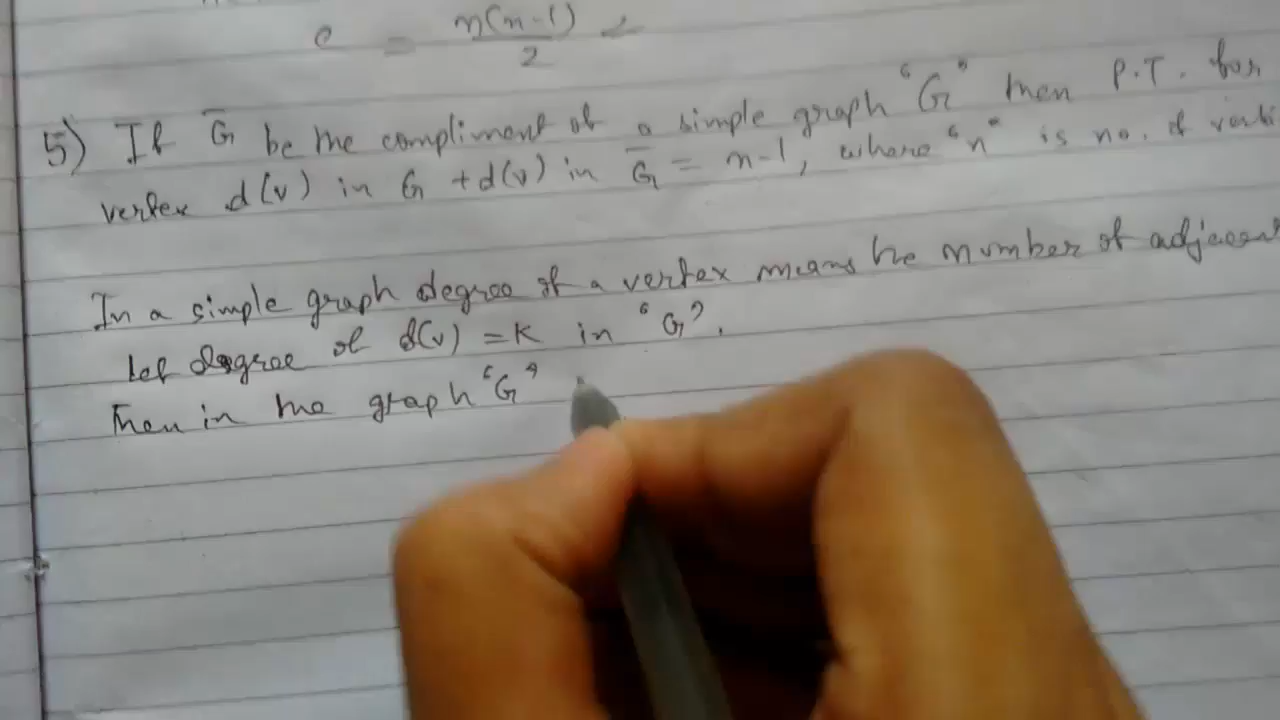 e = n(n-1) / 2
5) If G̅ be the compliment of a simple graph "G" then P.T. for
vertex d(v) in G + d(v) in G̅ = n-1, where "n" is no. of verti
In a simple graph degree of a vertex means the number of adjacent
let degree of d(v) = K in "G".
Then in the graph "G"